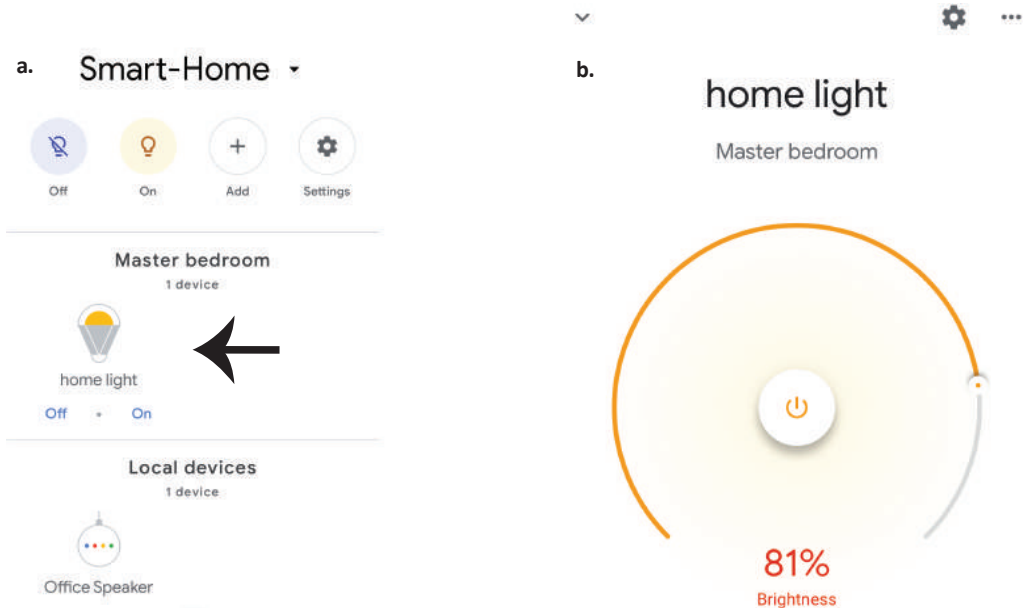 a.
Smart-Home
Off
On
Add
Settings
Master bedroom
1 device
home light
Off • On
Local devices
1 device
Office Speaker
b.
home light
Master bedroom
81%
Brightness